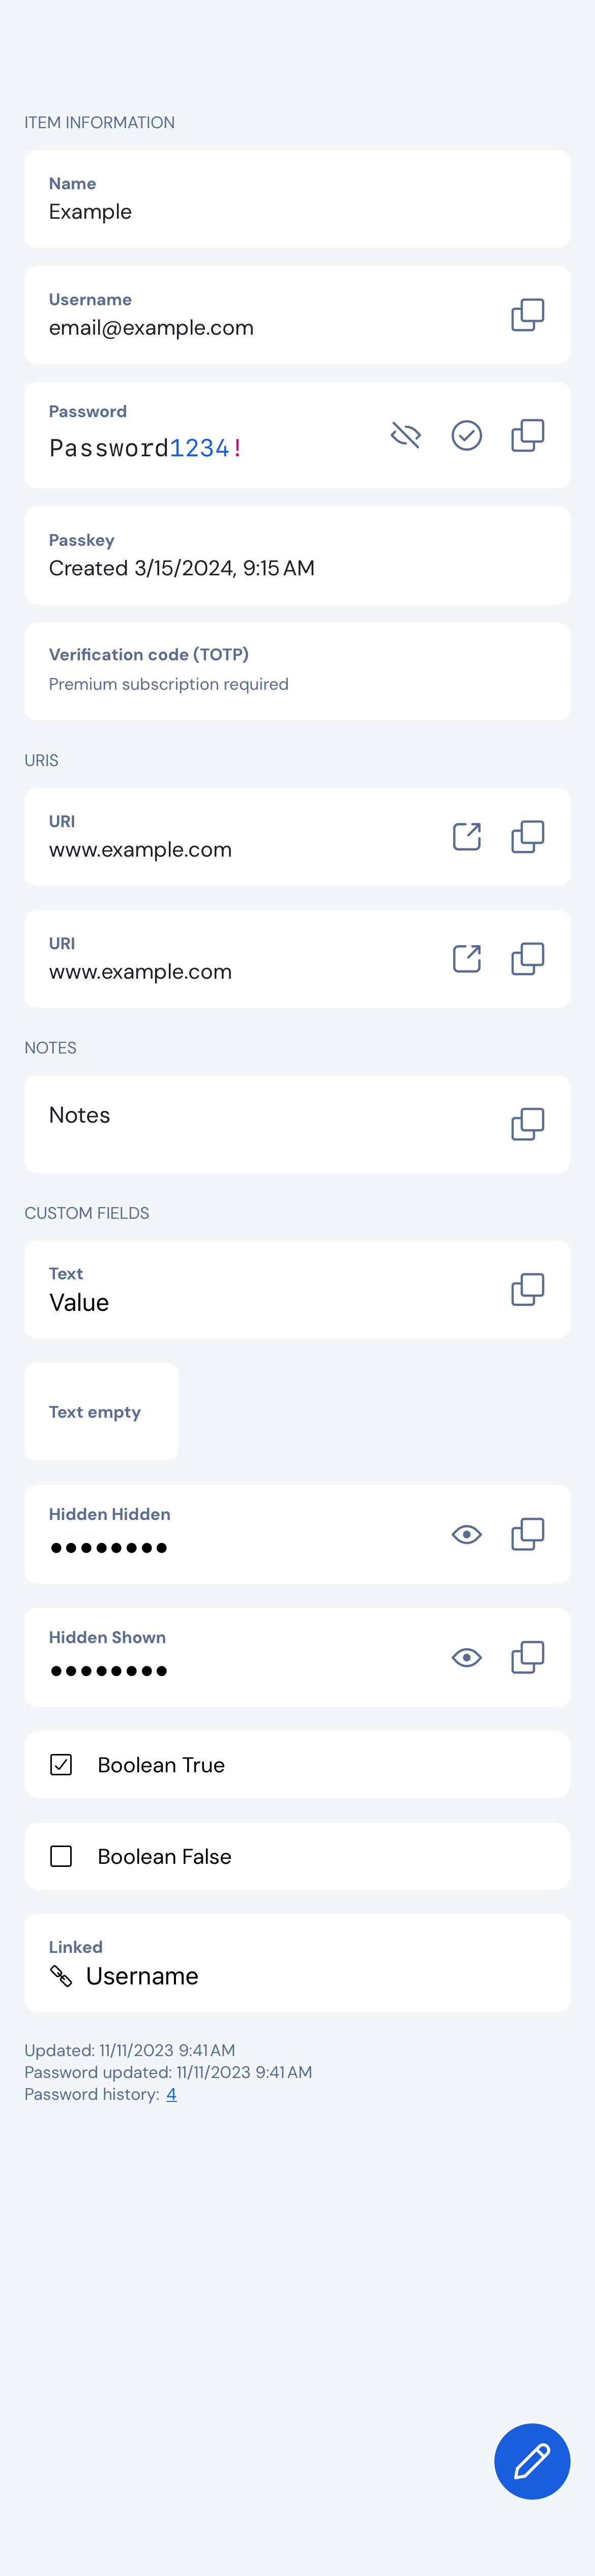 ITEM INFORMATION
Name
Example
Username
email@example.com
Password
Password1234!
Passkey
Created 3/15/2024, 9:15 AM
Verification code (TOTP)
Premium subscription required
URIS
URI
www.example.com
URI
www.example.com
NOTES
Notes
CUSTOM FIELDS
Text
Value
Text empty
Hidden Hidden
••••••••
Hidden Shown
••••••••
Boolean True
Boolean False
Linked
Username
Updated: 11/11/2023 9:41 AM
Password updated: 11/11/2023 9:41 AM
Password history: 4